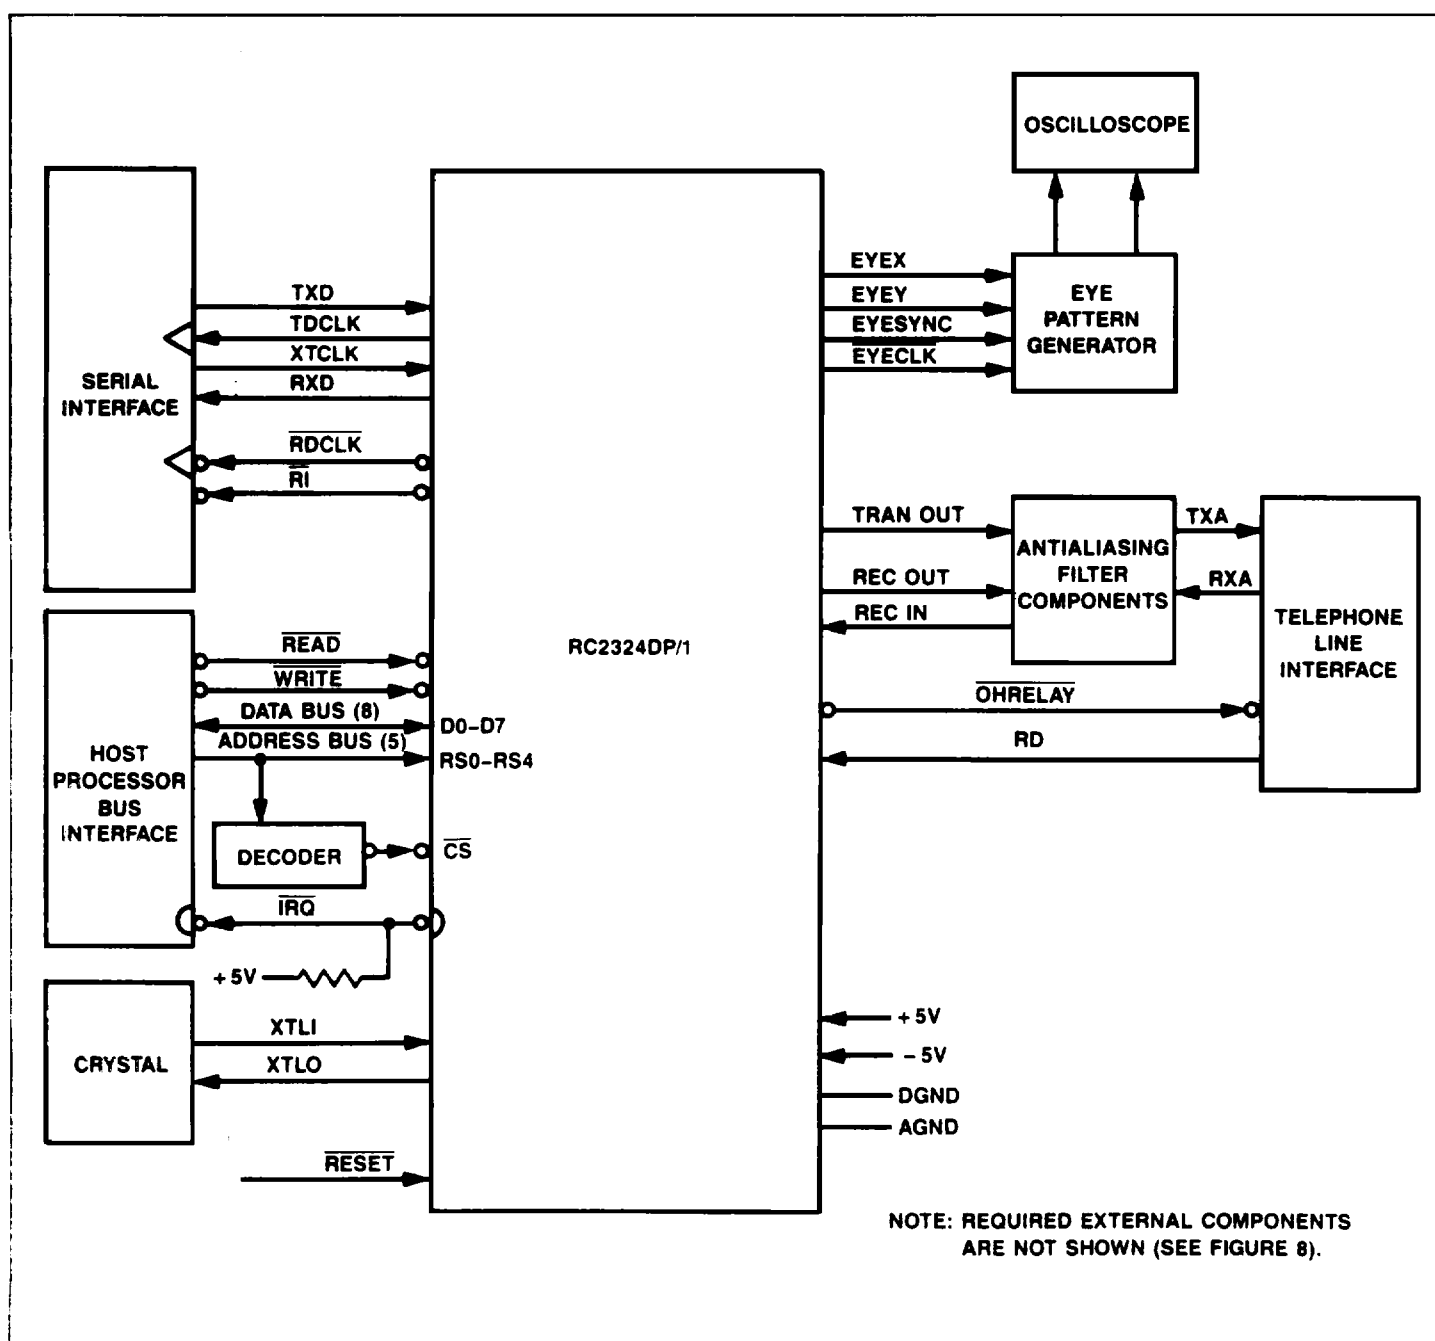 OSCILLOSCOPE
EYEX
EYEY
EYESYNC
EYECLK
EYE
PATTERN
GENERATOR
TXD
TDCLK
XTCLK
RXD
RDCLK
RI
SERIAL
INTERFACE
TRAN OUT
REC OUT
REC IN
ANTIALIASING
FILTER
COMPONENTS
TXA
RXA
TELEPHONE
LINE
INTERFACE
OHRELAY
RD
RC2324DP/1
READ
WRITE
DATA BUS (8)
ADDRESS BUS (5)
D0-D7
RS0-RS4
HOST
PROCESSOR
BUS
INTERFACE
DECODER
CS
IRQ
+5V
CRYSTAL
XTLI
XTLO
RESET
+5V
-5V
DGND
AGND
NOTE: REQUIRED EXTERNAL COMPONENTS
ARE NOT SHOWN (SEE FIGURE 8).